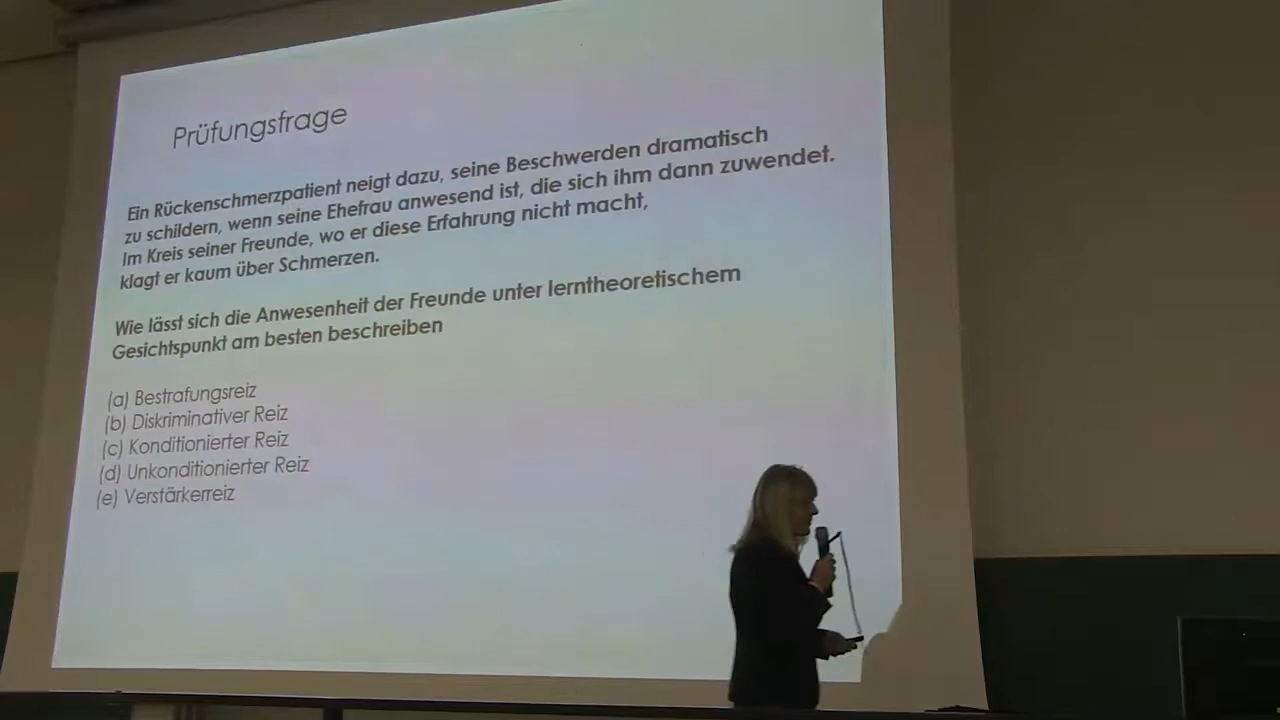 Prüfungsfrage
Ein Rückenschmerzpatient neigt dazu, seine Beschwerden dramatisch
zu schildern, wenn seine Ehefrau anwesend ist, die sich ihm dann zuwendet.
Im Kreis seiner Freunde, wo er diese Erfahrung nicht macht,
klagt er kaum über Schmerzen.
Wie lässt sich die Anwesenheit der Freunde unter lerntheoretischem
Gesichtspunkt am besten beschreiben
(a) Bestrafungsreiz
(b) Diskriminativer Reiz
(c) Konditionierter Reiz
(d) Unkonditionierter Reiz
(e) Verstärkerreiz